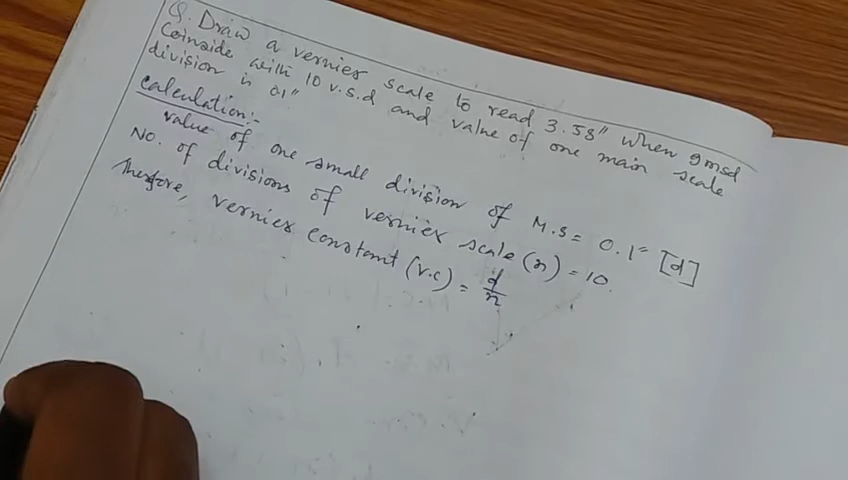 Q. Draw a vernier scale to read 3.58" when 9msd
Coinside with 10 v.s.d and value of one main scale
division is 01"
Calculation:-
value of one small division of M.S = 0.1" [d]
No. of divisions of vernier scale (n) = 10.
Therefore, vernier constant (v.c) = d/n